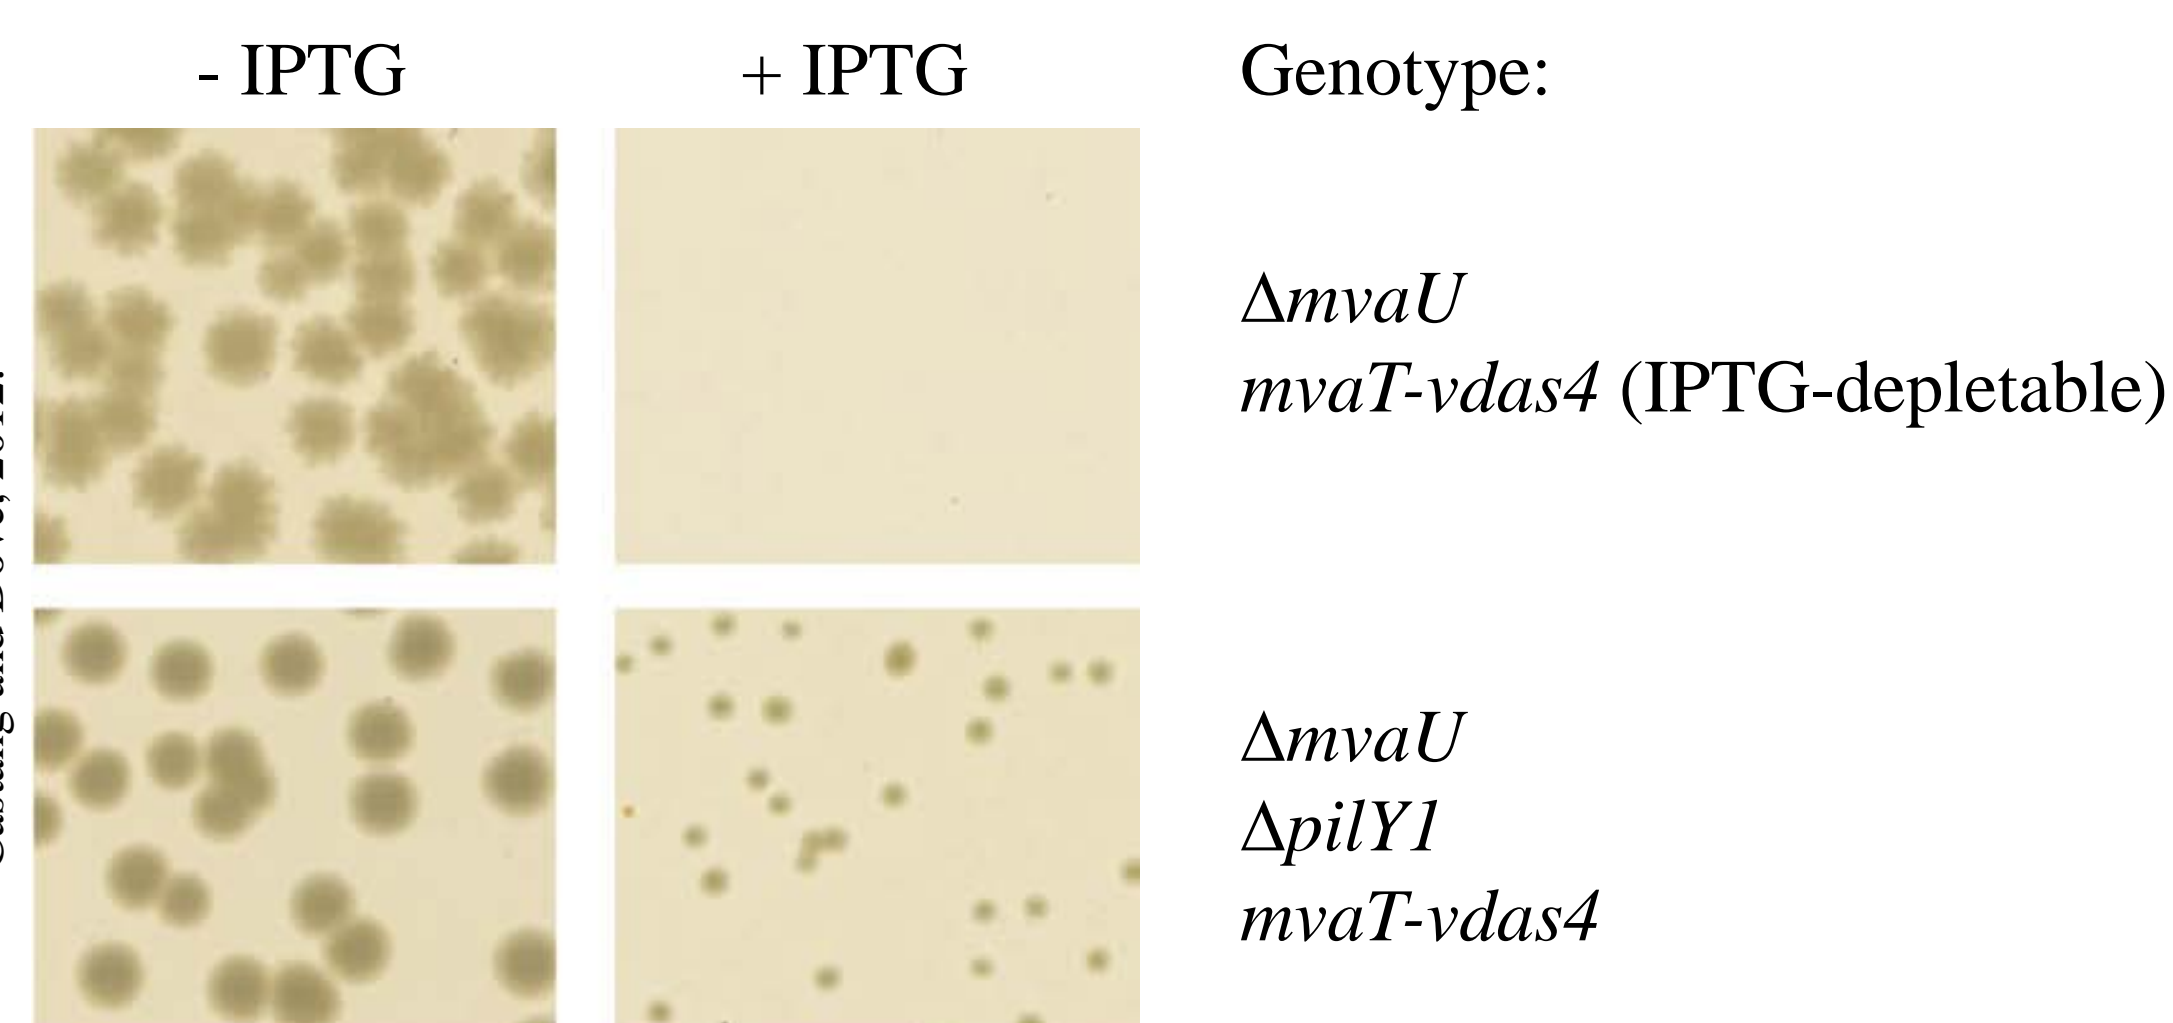 - IPTG
+ IPTG
Genotype:
ΔmvaU
mvaT-vdas4 (IPTG-depletable)
ΔmvaU
ΔpilY1
mvaT-vdas4